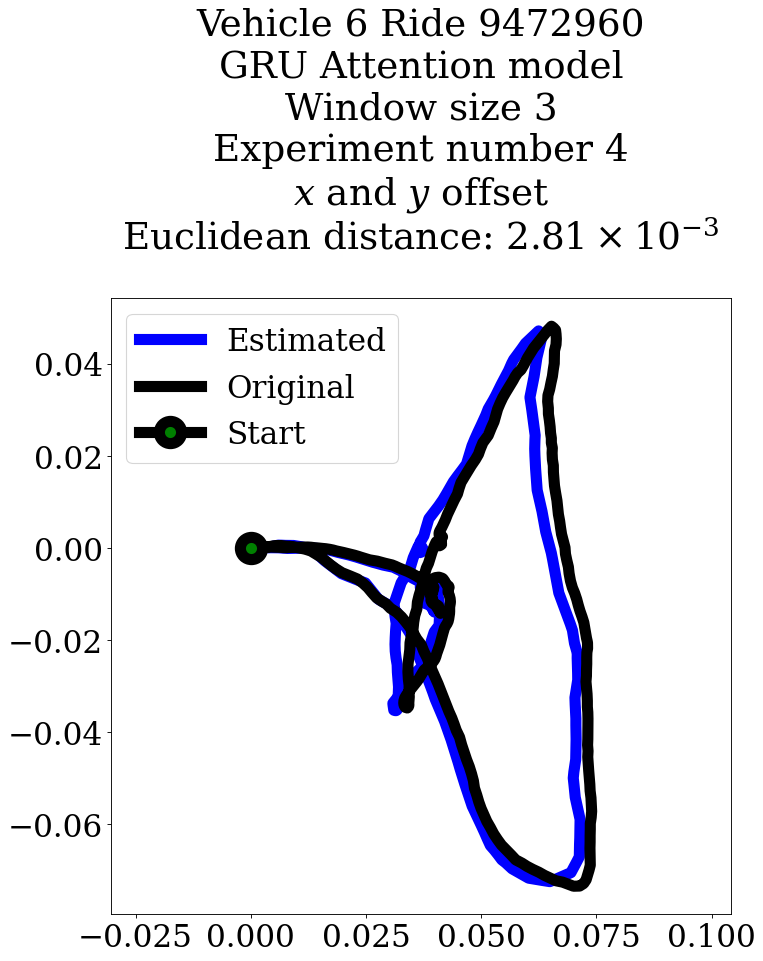 Vehicle 6 Ride 9472960
GRU Attention model
Window size 3
Experiment number 4
x and y offset
Euclidean distance: 2.81 × 10⁻³
Estimated
Original
Start
0.04
0.02
0.00
−0.02
−0.04
−0.06
−0.025 0.000 0.025 0.050 0.075 0.100